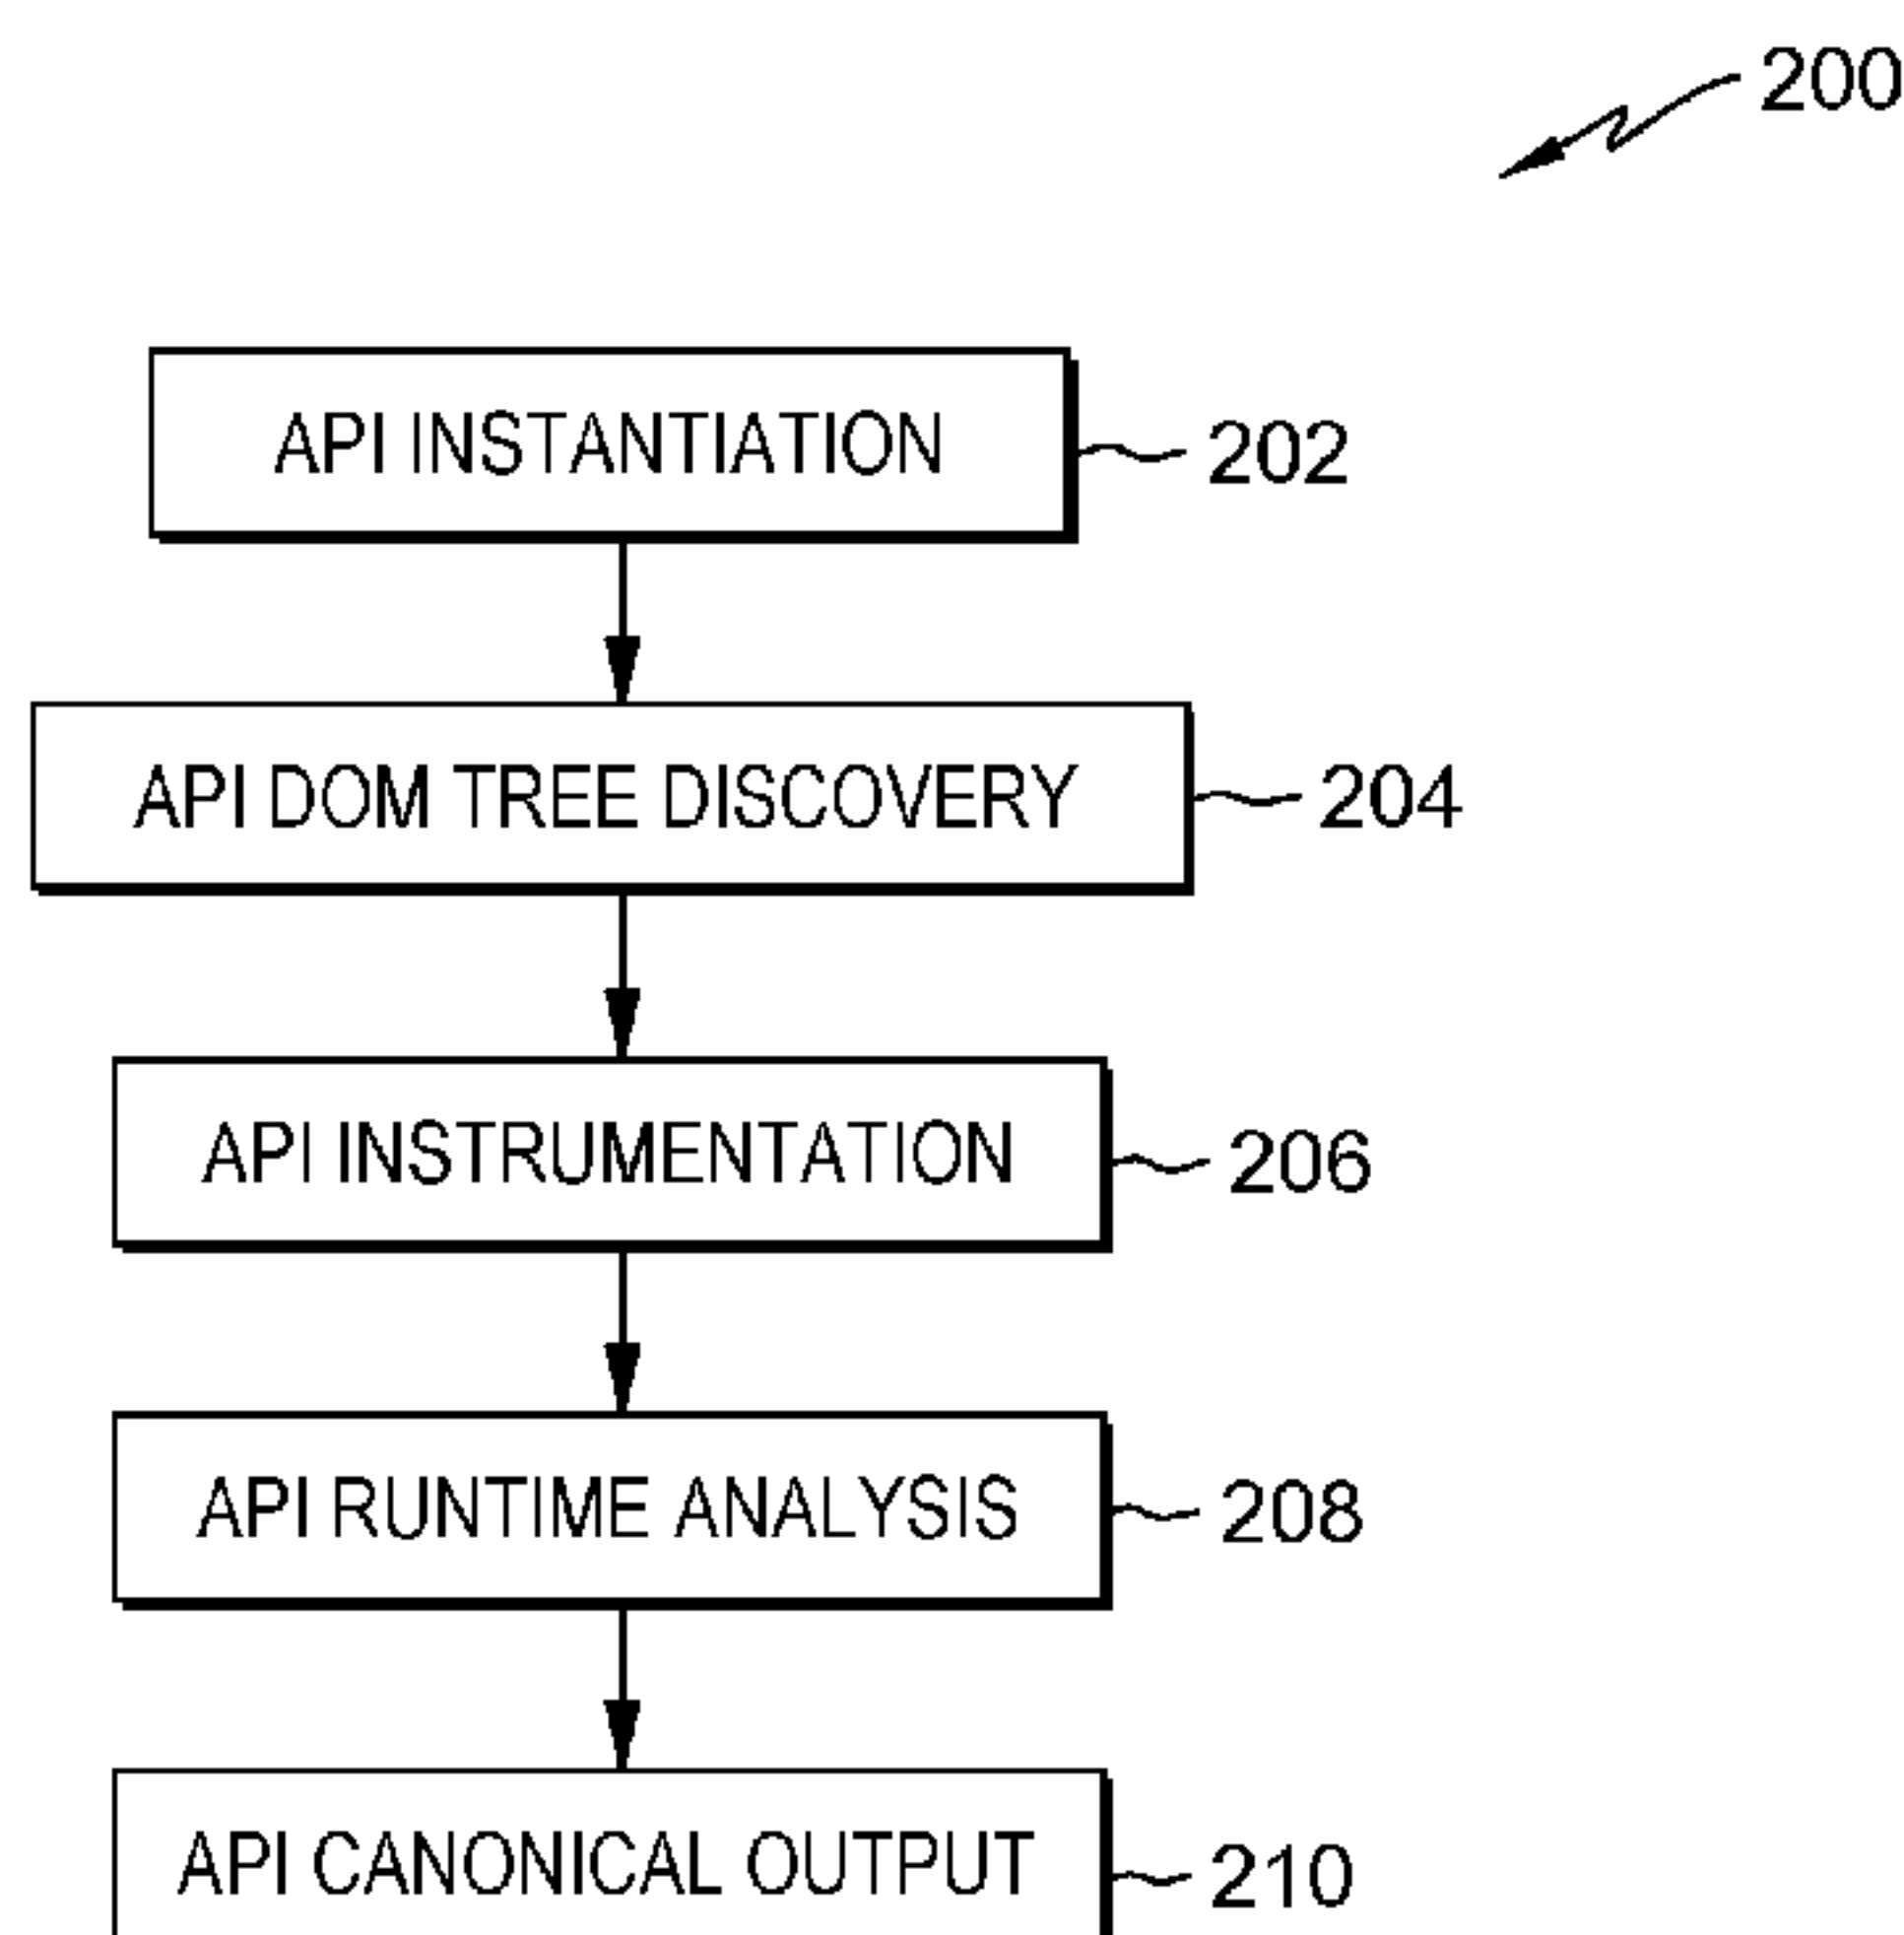 200
API INSTANTIATION 202
API DOM TREE DISCOVERY 204
API INSTRUMENTATION 206
API RUNTIME ANALYSIS 208
API CANONICAL OUTPUT 210